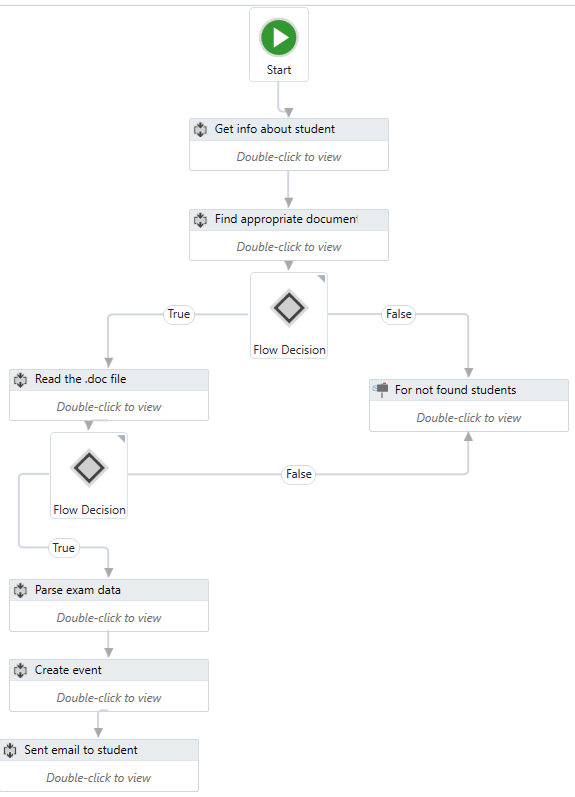 Start
Get info about student
Double-click to view
Find appropriate document
Double-click to view
True
False
Flow Decision
Read the .doc file
Double-click to view
For not found students
Double-click to view
Flow Decision
False
True
Parse exam data
Double-click to view
Create event
Double-click to view
Sent email to student
Double-click to view